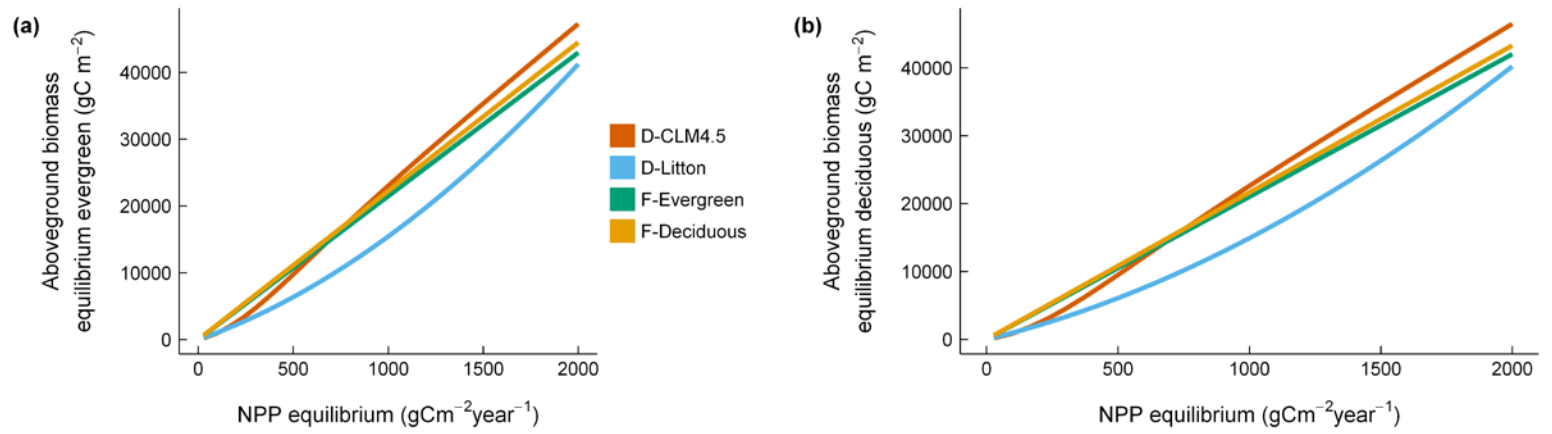 (a)
Aboveground biomass
equilibrium evergreen (gC m−2)
40000
30000
20000
10000
0
0 500 1000 1500 2000
NPP equilibrium (gCm−2year−1)
D-CLM4.5
D-Litton
F-Evergreen
F-Deciduous
(b)
Aboveground biomass
equilibrium deciduous (gC m−2)
40000
30000
20000
10000
0
0 500 1000 1500 2000
NPP equilibrium (gCm−2year−1)